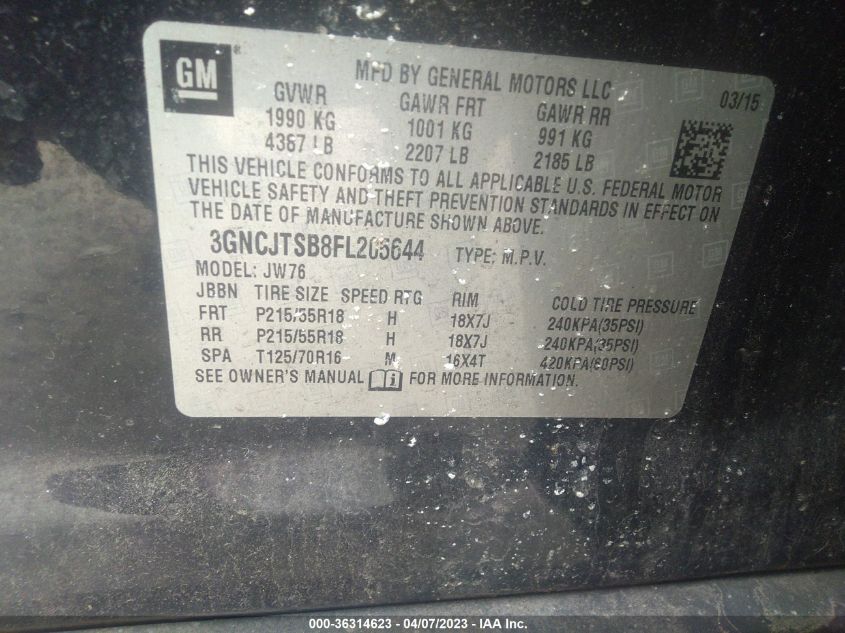 GM ®
MFD BY GENERAL MOTORS LLC
03/15
GVWR GAWR FRT GAWR RR
1990 KG 1001 KG 991 KG
4387 LB 2207 LB 2185 LB
THIS VEHICLE CONFORMS TO ALL APPLICABLE U.S. FEDERAL MOTOR
VEHICLE SAFETY AND THEFT PREVENTION STANDARDS IN EFFECT ON
THE DATE OF MANUFACTURE SHOWN ABOVE.
3GNCJTSB8FL205644 TYPE: M.P.V.
MODEL: JW76
JBBN TIRE SIZE SPEED RTG RIM COLD TIRE PRESSURE
FRT P215/55R18 H 18X7J 240KPA(35PSI)
RR P215/55R18 H 18X7J 240KPA(35PSI)
SPA T125/70R16 M 16X4T 420KPA(60PSI)
SEE OWNER'S MANUAL FOR MORE INFORMATION.
000-36314623 - 04/07/2023 - © IAA Inc.